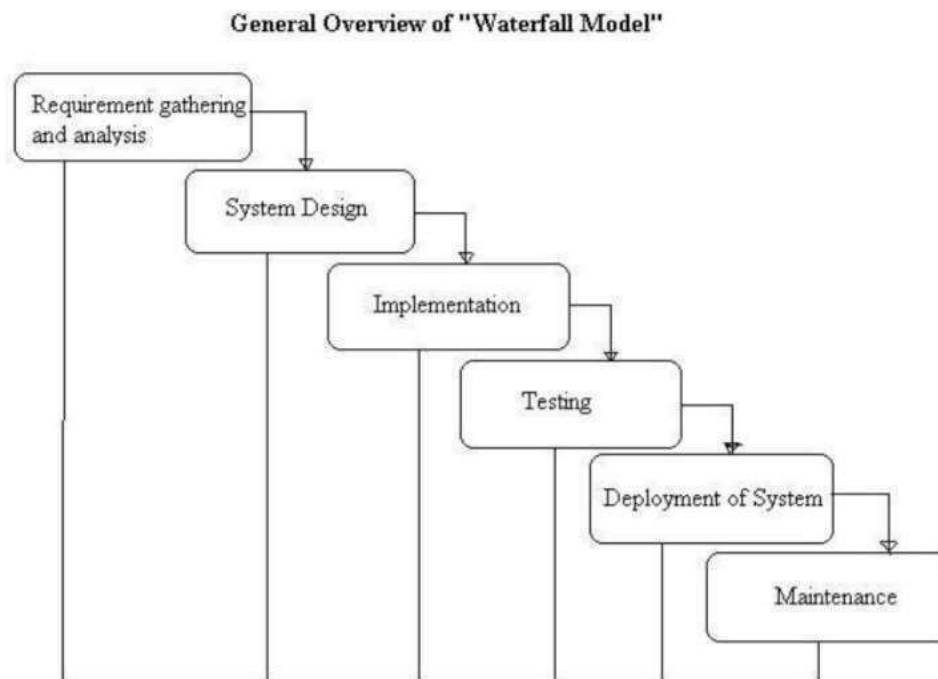 General Overview of "Waterfall Model"
Requirement gathering
and analysis
System Design
Implementation
Testing
Deployment of System
Maintenance